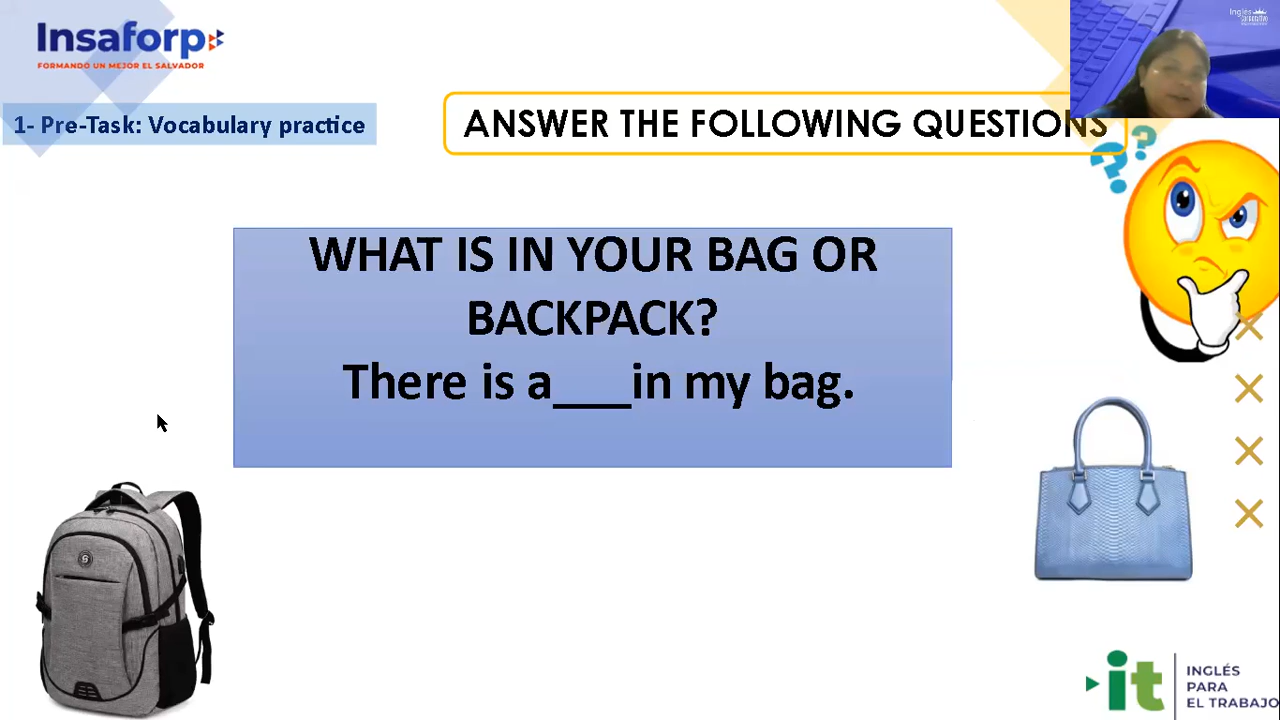 Insaforp
FORMANDO UN MEJOR EL SALVADOR
1- Pre-Task: Vocabulary practice
ANSWER THE FOLLOWING QUESTIONS
WHAT IS IN YOUR BAG OR
BACKPACK?
There is a___in my bag.
it
INGLÉS
PARA
EL TRABAJO